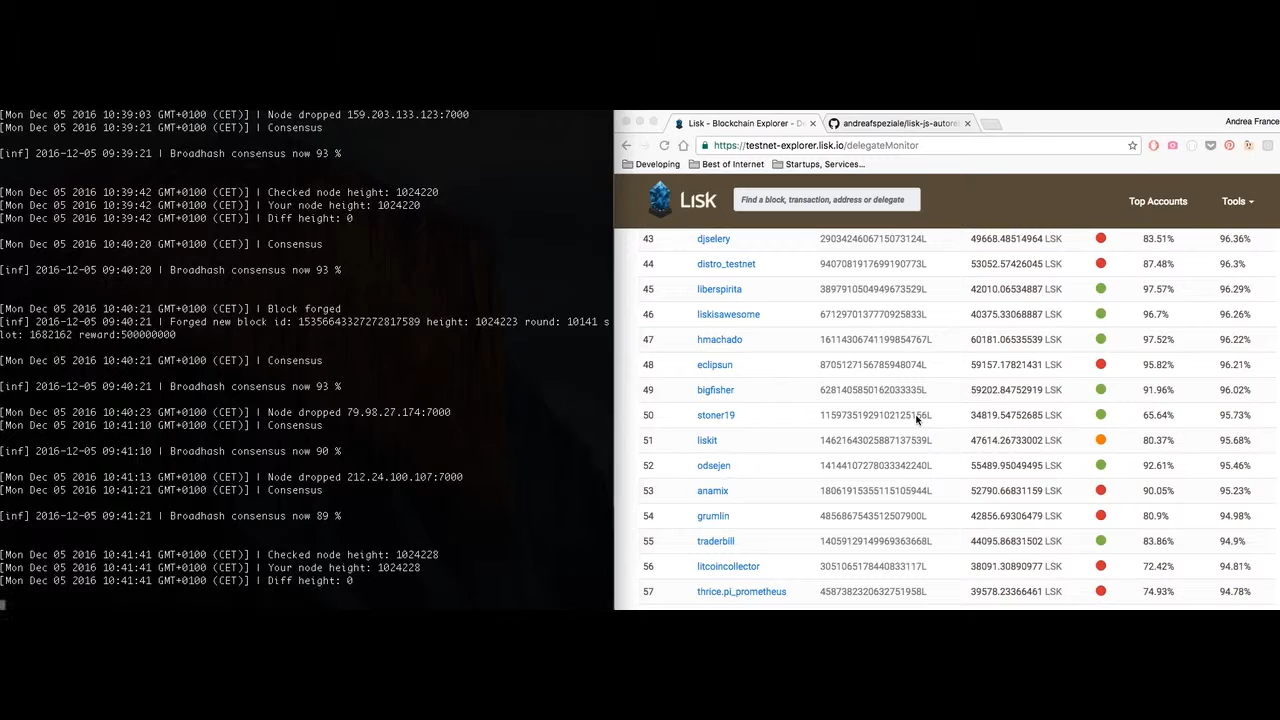 [Mon Dec 05 2016 10:39:03 GMT+0100 (CET)] | Node dropped 159.203.133.123:7000
[Mon Dec 05 2016 10:39:21 GMT+0100 (CET)] | Consensus
[inf] 2016-12-05 09:39:21 | Broadhash consensus now 93 %
[Mon Dec 05 2016 10:39:42 GMT+0100 (CET)] | Checked node height: 1024220
[Mon Dec 05 2016 10:39:42 GMT+0100 (CET)] | Your node height: 1024220
[Mon Dec 05 2016 10:39:42 GMT+0100 (CET)] | Diff height: 0
[Mon Dec 05 2016 10:40:20 GMT+0100 (CET)] | Consensus
[inf] 2016-12-05 09:40:20 | Broadhash consensus now 93 %
[Mon Dec 05 2016 10:40:21 GMT+0100 (CET)] | Block forged
[inf] 2016-12-05 09:40:21 | Forged new block id: 15356643327272817589 height: 1024223 round: 10141 s
lot: 1682162 reward:500000000
[Mon Dec 05 2016 10:40:21 GMT+0100 (CET)] | Consensus
[inf] 2016-12-05 09:40:21 | Broadhash consensus now 93 %
[Mon Dec 05 2016 10:40:23 GMT+0100 (CET)] | Node dropped 79.98.27.174:7000
[Mon Dec 05 2016 10:41:10 GMT+0100 (CET)] | Consensus
[inf] 2016-12-05 09:41:10 | Broadhash consensus now 90 %
[Mon Dec 05 2016 10:41:13 GMT+0100 (CET)] | Node dropped 212.24.100.107:7000
[Mon Dec 05 2016 10:41:21 GMT+0100 (CET)] | Consensus
[inf] 2016-12-05 09:41:21 | Broadhash consensus now 89 %
[Mon Dec 05 2016 10:41:41 GMT+0100 (CET)] | Checked node height: 1024228
[Mon Dec 05 2016 10:41:41 GMT+0100 (CET)] | Your node height: 1024228
[Mon Dec 05 2016 10:41:41 GMT+0100 (CET)] | Diff height: 0
Lisk - Blockchain Explorer - De andreafspeziale/lisk-js-autorel Andrea France
https://testnet-explorer.lisk.io/delegateMonitor
Developing Best of Internet Startups, Services...
Lisk Find a block, transaction, address or delegate Top Accounts Tools
43 djselery 2903424606715073124L 49668.48514964 LSK 83.51% 96.36%
44 distro_testnet 9407081917699190773L 53052.57426045 LSK 87.48% 96.3%
45 liberspirita 3897910504949673529L 42010.06534887 LSK 97.57% 96.29%
46 liskisawesome 6712970137770925833L 40375.33068887 LSK 96.7% 96.26%
47 hmachado 16114306741199854767L 60181.06535539 LSK 97.52% 96.22%
48 eclipsun 8705127156785948074L 59157.17821431 LSK 95.82% 96.21%
49 bigfisher 6281405850162033335L 59202.84752919 LSK 91.96% 96.02%
50 stoner19 11597351929102125156L 34819.54752685 LSK 65.64% 95.73%
51 liskit 14621643025887137539L 47614.26733002 LSK 80.37% 95.68%
52 odsejen 14144107278033342240L 55489.95049495 LSK 92.61% 95.46%
53 anamix 18061915355115105944L 52790.66831159 LSK 90.05% 95.23%
54 grumlin 4856867543512507900L 42856.69306479 LSK 80.9% 94.98%
55 traderbill 14059129149969363668L 44095.86831502 LSK 83.86% 94.9%
56 litcoincollector 3051065178440833117L 38091.30890977 LSK 72.42% 94.81%
57 thrice.pi_prometheus 4587382320632751958L 39578.23366461 LSK 74.93% 94.78%